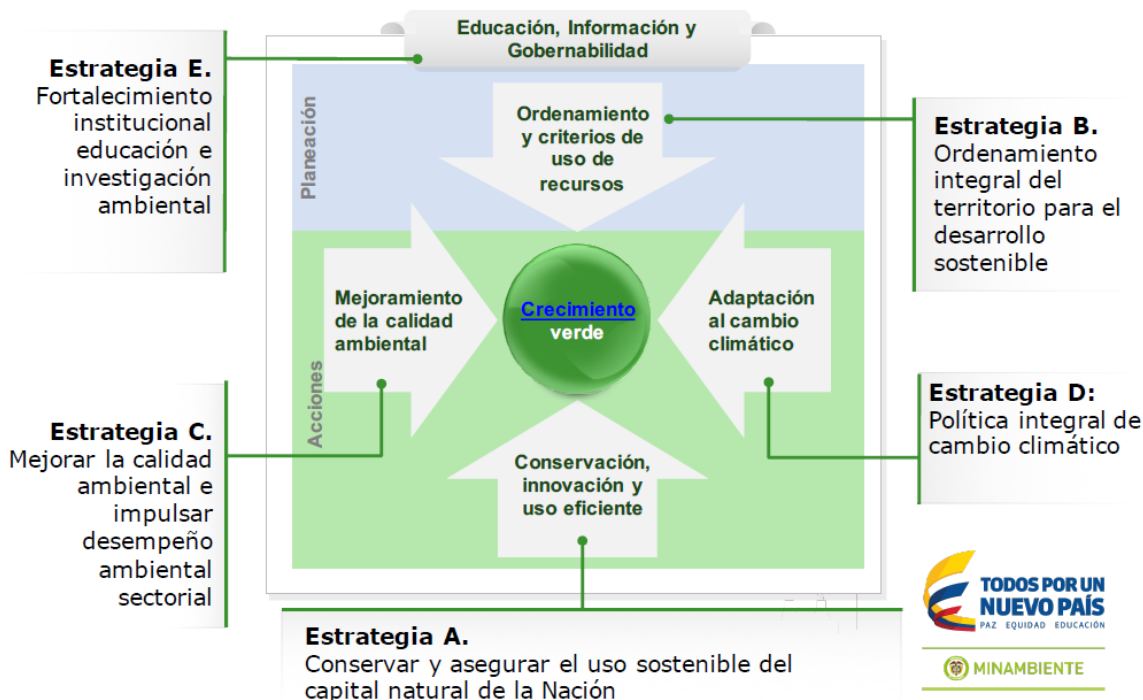 Educación, Información y
Gobernabilidad
Estrategia E.
Fortalecimiento
institucional
educación e
investigación
ambiental
Planeación
Ordenamiento
y criterios de
uso de
recursos
Estrategia B.
Ordenamiento
integral del
territorio para el
desarrollo
sostenible
Mejoramiento
de la calidad
ambiental
Crecimiento
verde
Adaptación
al cambio
climático
Acciones
Estrategia C.
Mejorar la calidad
ambiental e
impulsar
desempeño
ambiental
sectorial
Estrategia D:
Política integral de
cambio climático
Conservación,
innovación y
uso eficiente
Estrategia A.
Conservar y asegurar el uso sostenible del
capital natural de la Nación
TODOS POR UN
NUEVO PAÍS
PAZ EQUIDAD EDUCACIÓN
MINAMBIENTE